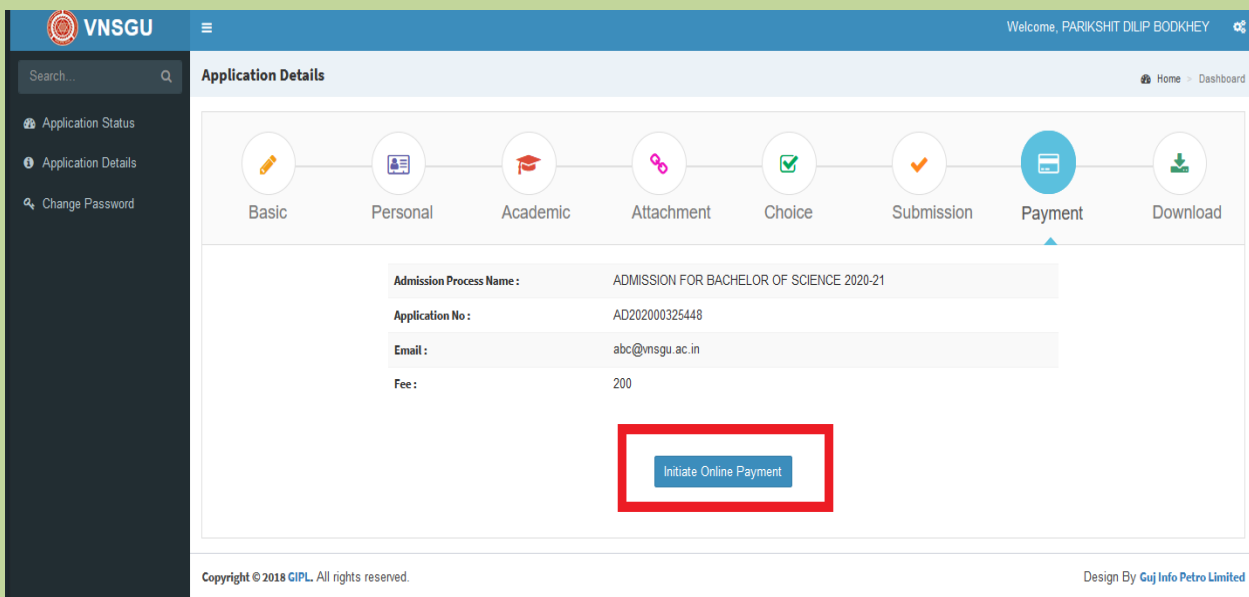 VNSGU
Welcome, PARIKSHIT DILIP BODKHEY
Search...
Application Details
Home > Dashboard
Application Status
Application Details
Change Password
Basic
Personal
Academic
Attachment
Choice
Submission
Payment
Download
Admission Process Name : ADMISSION FOR BACHELOR OF SCIENCE 2020-21
Application No : AD202000325448
Email : abc@vnsgu.ac.in
Fee : 200
Initiate Online Payment
Copyright © 2018 GIPL. All rights reserved.
Design By Guj Info Petro Limited